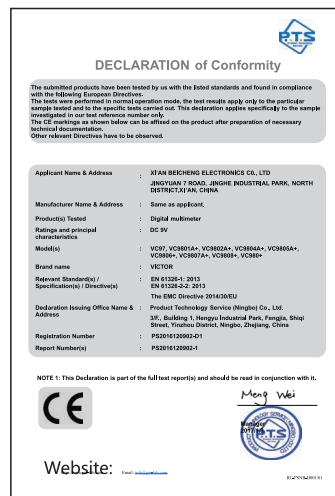 P.T.S
DECLARATION of Conformity
The submitted products have been tested by us with the listed standards and found in compliance
with the following European Directives.
The tests were performed in normal operation mode, the test results apply only to the particular
sample tested and to the specific tests carried out. This declaration applies specifically to the sample
investigated in our test reference number only.
The CE markings as shown below can be affixed on the product after preparation of necessary
technical documentation.
Other relevant Directives have to be observed.
Applicant Name & Address : XI'AN BEICHENG ELECTRONICS C0., LTD
JINGYUAN 7 ROAD, JINGHE INDUSTRIAL PARK, NORTH
DISTRICT,XI'AN, CHINA
Manufacturer Name & Address : Same as applicant.
Product(s) Tested : Digital multimeter
Ratings and principal : DC 9V
characteristics
Model(s) : VC97, VC9801A+, VC9802A+, VC9804A+, VC9805A+,
VC9806+, VC9807A+, VC9808+, VC980+
Brand name : VICTOR
Relevant Standard(s) / : EN 61326-1: 2013
Specification(s) / Directive(s) EN 61326-2-2: 2013
The EMC Directive 2014/30/EU
Declaration Issuing Office Name & : Product Technology Service (Ningbo) Co., Ltd.
Address
3/F., Building 1, Hengyu Industrial Park, Fengjia, Shiqi
Street, Yinzhou District, Ningbo, Zhejiang, China
Registration Number : PS2016120902-D1
Report Number(s) : PS2016120902-1
NOTE 1: This Declaration is part of the full test report(s) and should be read in conjunction with it.
CE
Meng Wei
Manager
P.T.S
Website: Email: